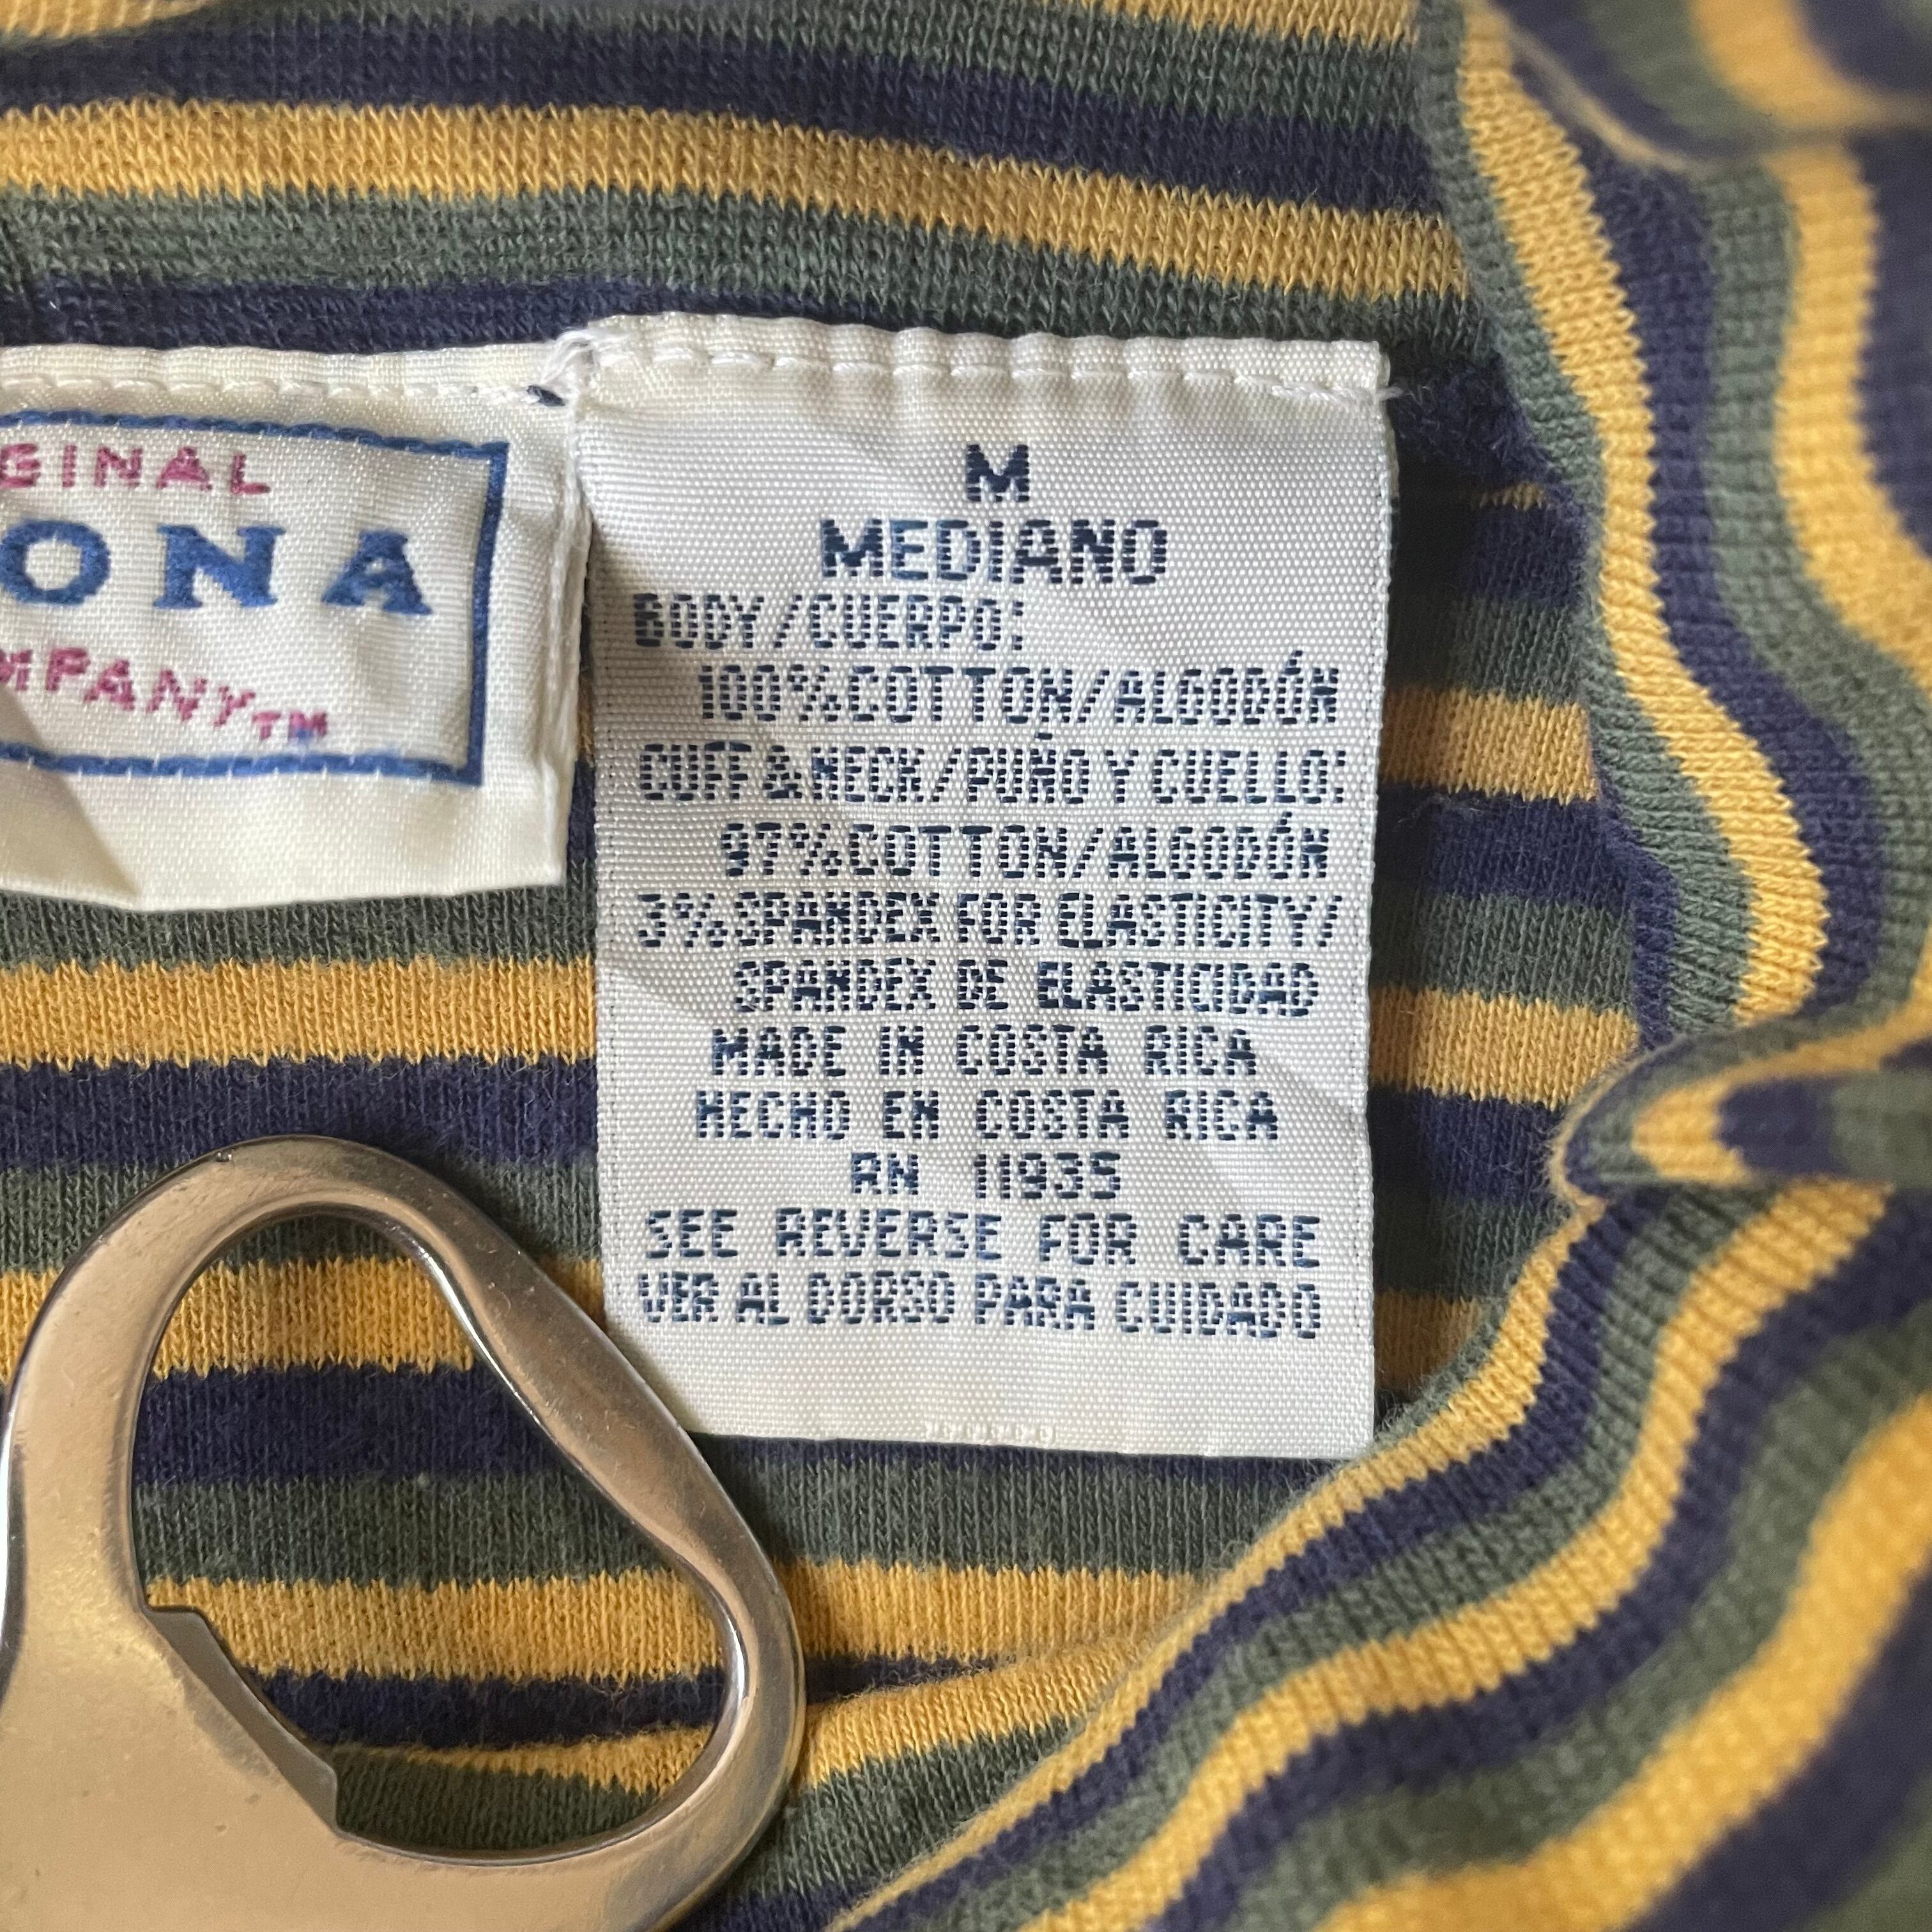 GINAL
ONA
MPANY™
M
MEDIANO
BODY/CUERPO:
100%COTTON/ALGODÓN
CUFF&NECK/PUÑO Y CUELLO:
97%COTTON/ALGODÓN
3%SPANDEX FOR ELASTICITY/
SPANDEX DE ELASTICIDAD
MADE IN COSTA RICA
HECHO EN COSTA RICA
RN 11935
SEE REVERSE FOR CARE
VER AL DORSO PARA CUIDADO